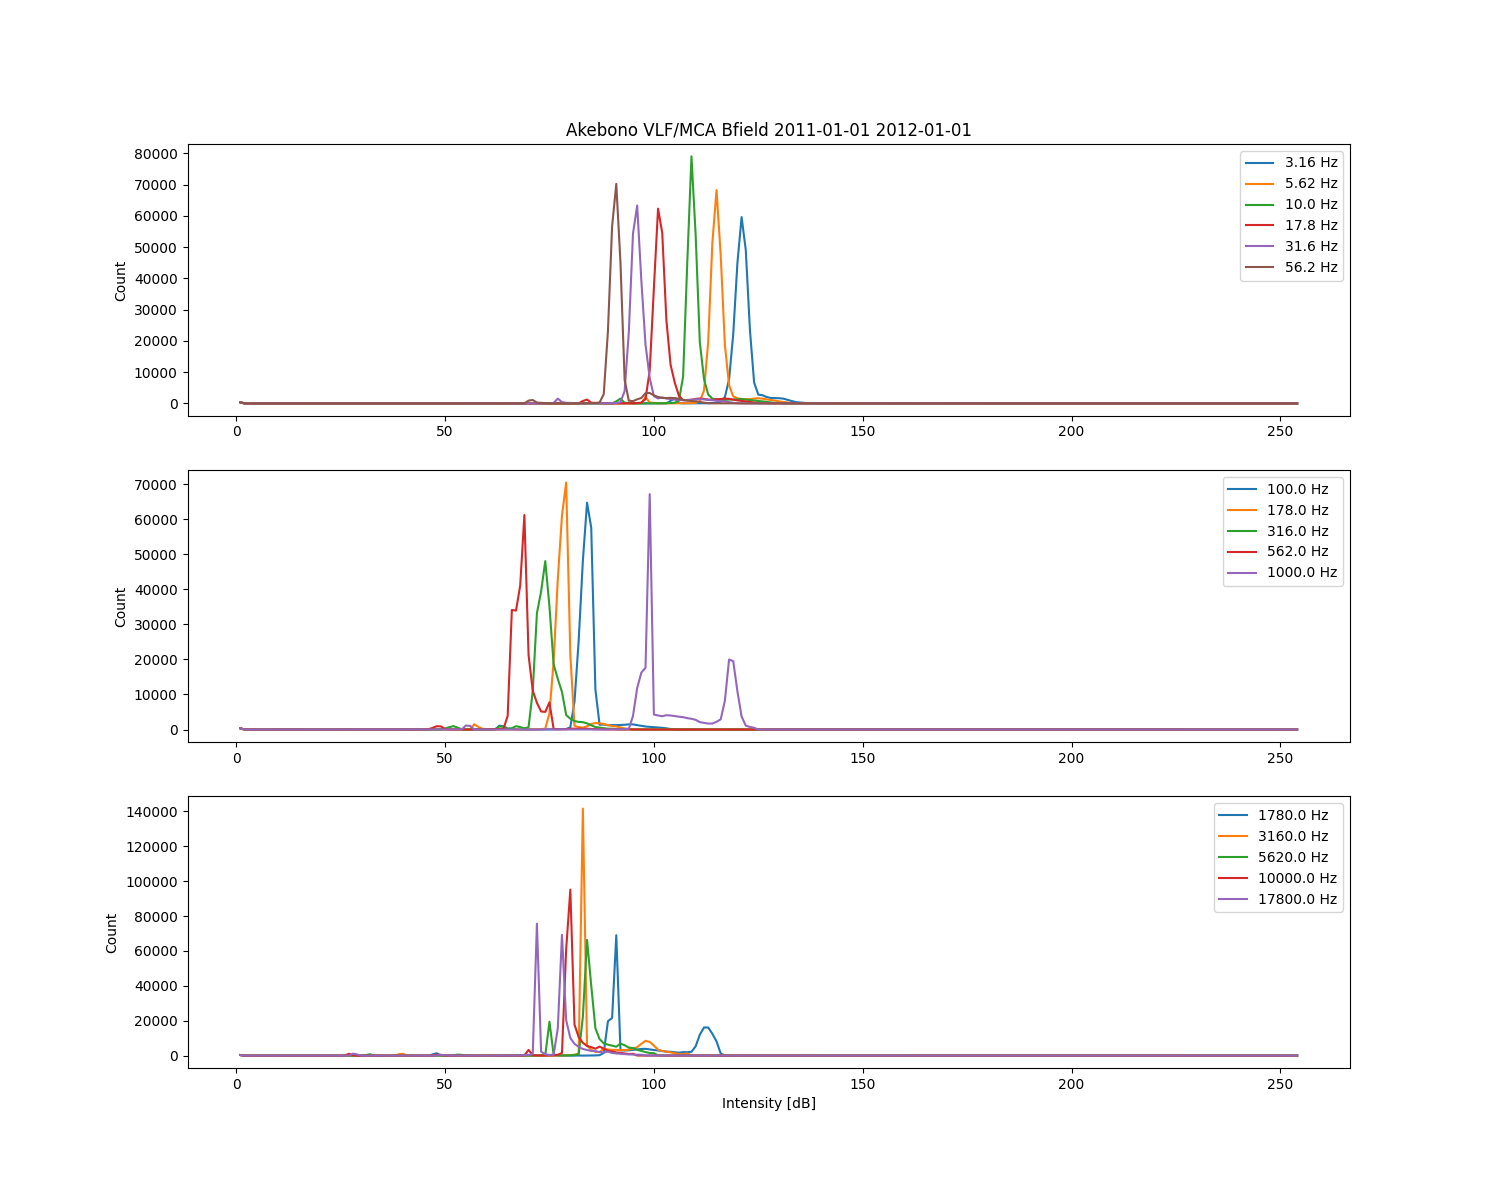 Akebono VLF/MCA Bfield 2011-01-01 2012-01-01
80000
70000
60000
50000
40000
30000
20000
10000
0
Count
0 50 100 150 200 250
3.16 Hz
5.62 Hz
10.0 Hz
17.8 Hz
31.6 Hz
56.2 Hz
70000
60000
50000
40000
30000
20000
10000
0
Count
0 50 100 150 200 250
100.0 Hz
178.0 Hz
316.0 Hz
562.0 Hz
1000.0 Hz
140000
120000
100000
80000
60000
40000
20000
0
Count
0 50 100 150 200 250
Intensity [dB]
1780.0 Hz
3160.0 Hz
5620.0 Hz
10000.0 Hz
17800.0 Hz